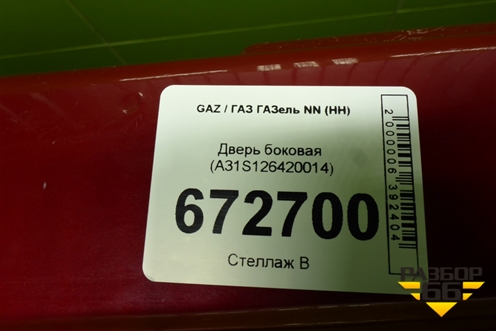 GAZ / ГАЗ ГАЗель NN (НН)
Дверь боковая
(A31S126420014)
672700
Стеллаж В
2000006392404
РАЗБОР
66